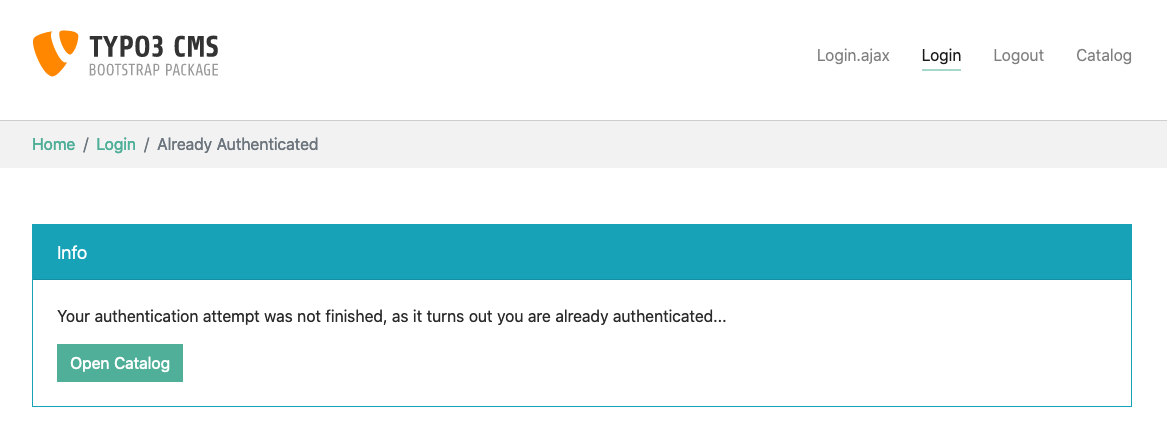 TYPO3 CMS
BOOTSTRAP PACKAGE
Login.ajax Login Logout Catalog
Home / Login / Already Authenticated
Info
Your authentication attempt was not finished, as it turns out you are already authenticated...
Open Catalog